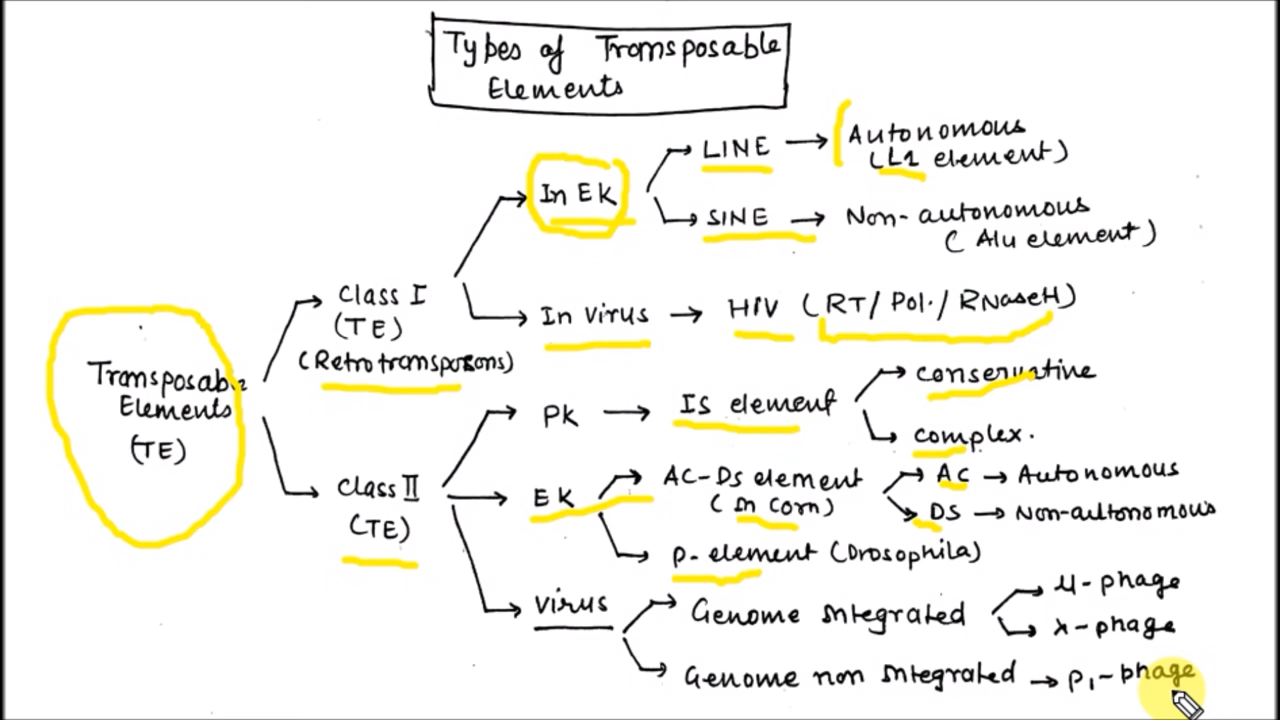 Types of Transposable
Elements
In EK
LINE → Autonomous
(L1 element)
SINE → Non-autonomous
(Alu element)
Class I
(TE)
(Retrotransposons)
In Virus → HIV (RT/Pol./RNaseH)
Transposable
Elements
(TE)
PK → IS element
conservative
complex.
Class II
(TE)
EK
AC-Ds element
(In Corn)
AC → Autonomous
DS → Non-autonomous
P-element (Drosophila)
Virus
Genome Integrated
μ-phage
λ-phage
Genome non Integrated → P1-phage